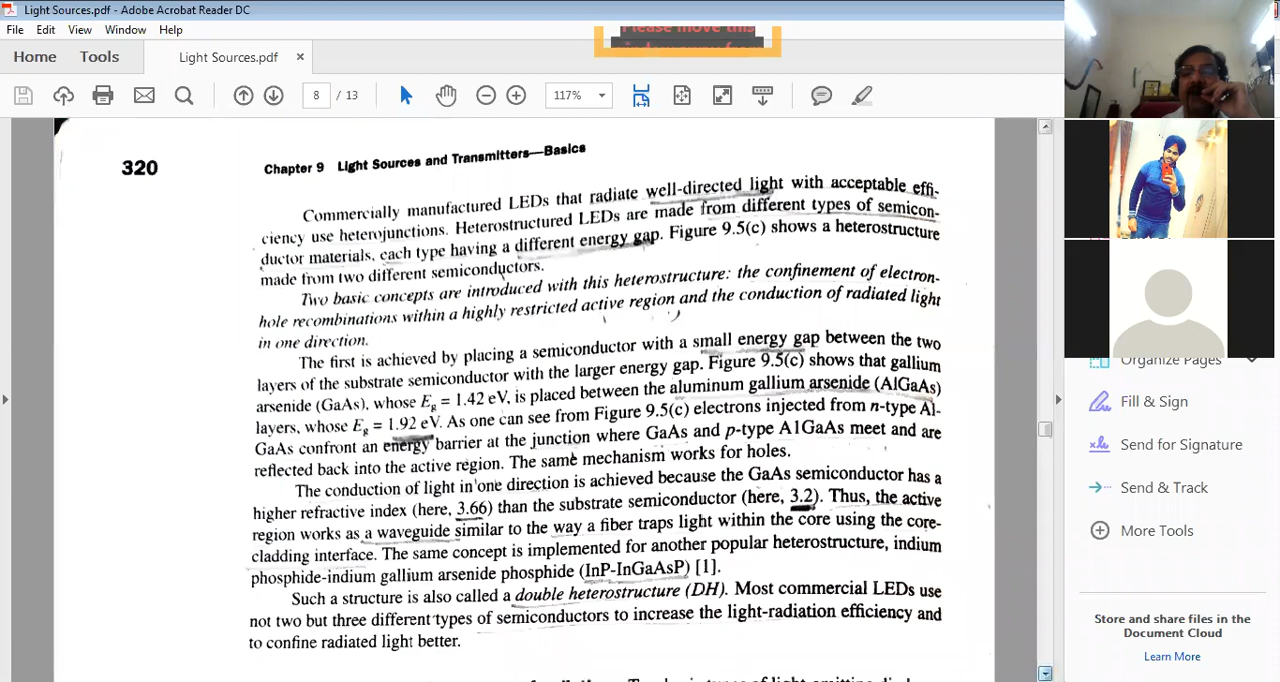 Light Sources.pdf - Adobe Acrobat Reader DC
File Edit View Window Help
Please move this
Home Tools Light Sources.pdf ×
8 / 13 117%
320 Chapter 9 Light Sources and Transmitters—Basics
Commercially manufactured LEDs that radiate well-directed light with acceptable effi-
ciency use heterojunctions. Heterostructured LEDs are made from different types of semicon-
ductor materials, each type having a different energy gap. Figure 9.5(c) shows a heterostructure
made from two different semiconductors.
Two basic concepts are introduced with this heterostructure: the confinement of electron-
hole recombinations within a highly restricted active region and the conduction of radiated light
in one direction.
The first is achieved by placing a semiconductor with a small energy gap between the two
layers of the substrate semiconductor with the larger energy gap. Figure 9.5(c) shows that gallium
arsenide (GaAs), whose Eg = 1.42 eV, is placed between the aluminum gallium arsenide (AlGaAs)
layers, whose Eg = 1.92 eV. As one can see from Figure 9.5(c) electrons injected from n-type Al-
GaAs confront an energy barrier at the junction where GaAs and p-type A1GaAs meet and are
reflected back into the active region. The same mechanism works for holes.
The conduction of light in one direction is achieved because the GaAs semiconductor has a
higher refractive index (here, 3.66) than the substrate semiconductor (here, 3.2). Thus, the active
region works as a waveguide similar to the way a fiber traps light within the core using the core-
cladding interface. The same concept is implemented for another popular heterostructure, indium
phosphide-indium gallium arsenide phosphide (InP-InGaAsP) [1].
Such a structure is also called a double heterostructure (DH). Most commercial LEDs use
not two but three different types of semiconductors to increase the light-radiation efficiency and
to confine radiated light better.
Organize Pages
Fill & Sign
Send for Signature
Send & Track
More Tools
Store and share files in the
Document Cloud
Learn More